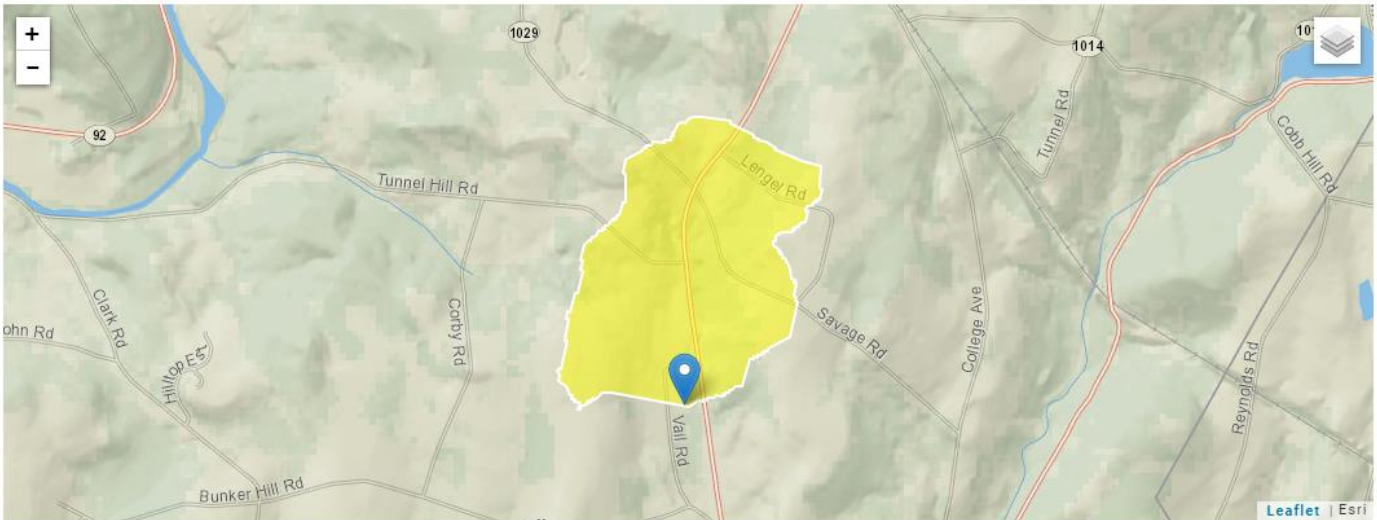 +
−
1029
1014
92
Tunnel Rd
Cobb Hill Rd
Lenger Rd
Tunnel Hill Rd
Clark Rd
Corby Rd
College Ave
Savage Rd
ohn Rd
Hilltop Est
Reynolds Rd
Vail Rd
Bunker Hill Rd
Leaflet | Esri